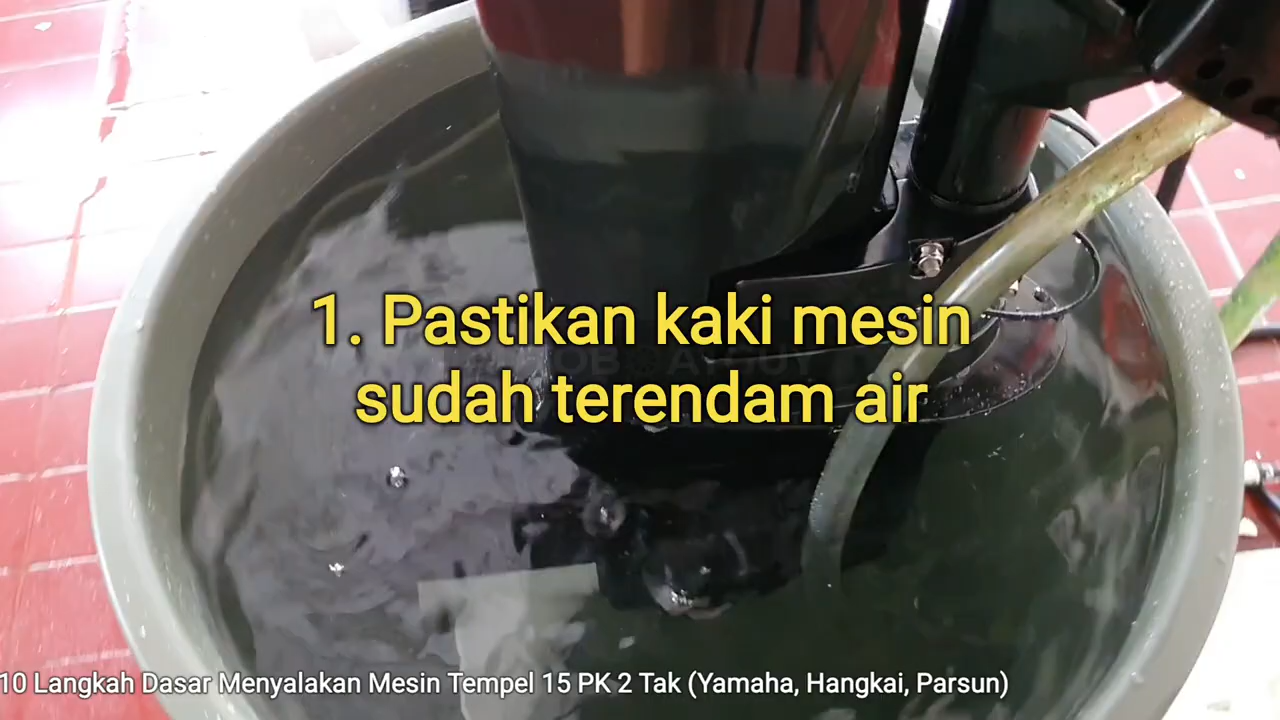 1. Pastikan kaki mesin
sudah terendam air
10 Langkah Dasar Menyalakan Mesin Tempel 15 PK 2 Tak (Yamaha, Hangkai, Parsun)